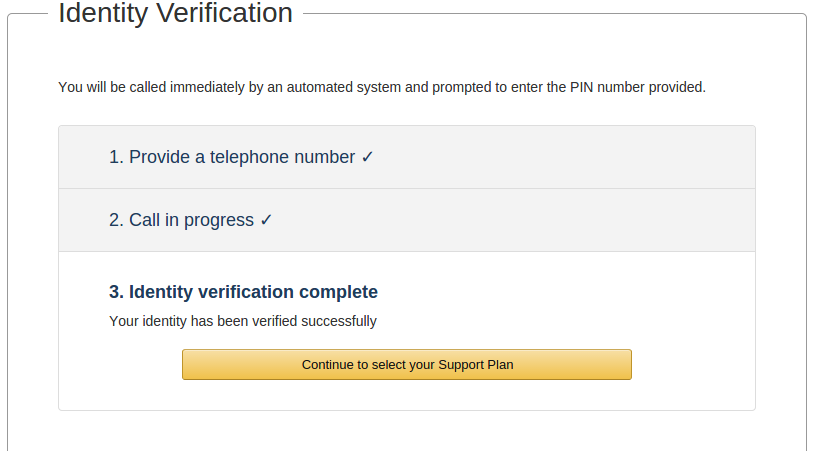 Identity Verification
You will be called immediately by an automated system and prompted to enter the PIN number provided.
1. Provide a telephone number ✓
2. Call in progress ✓
3. Identity verification complete
Your identity has been verified successfully
Continue to select your Support Plan